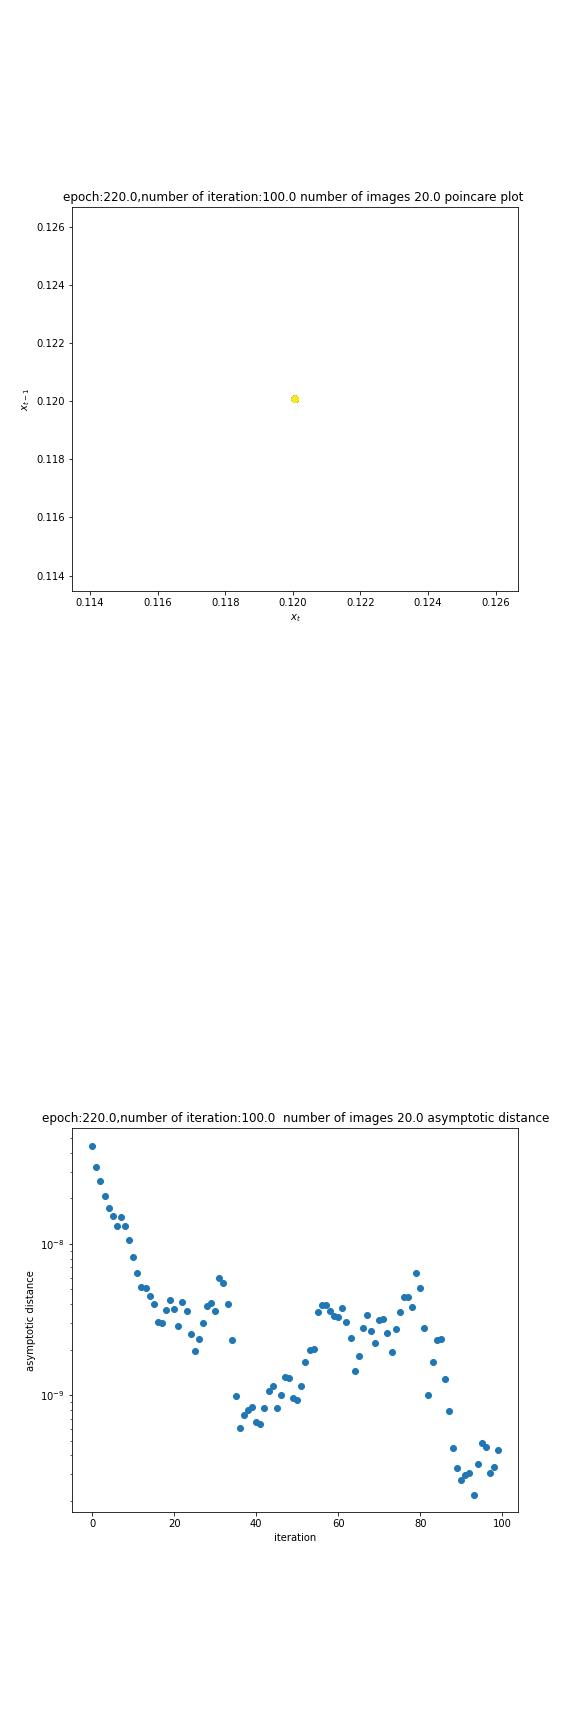 epoch:220.0,number of iteration:100.0 number of images 20.0 poincare plot
0.126
0.124
0.122
0.120
0.118
0.116
0.114
x_{t-1}
0.114 0.116 0.118 0.120 0.122 0.124 0.126
x_t
epoch:220.0,number of iteration:100.0  number of images 20.0 asymptotic distance
10^{-8}
10^{-9}
asymptotic distance
0 20 40 60 80 100
iteration